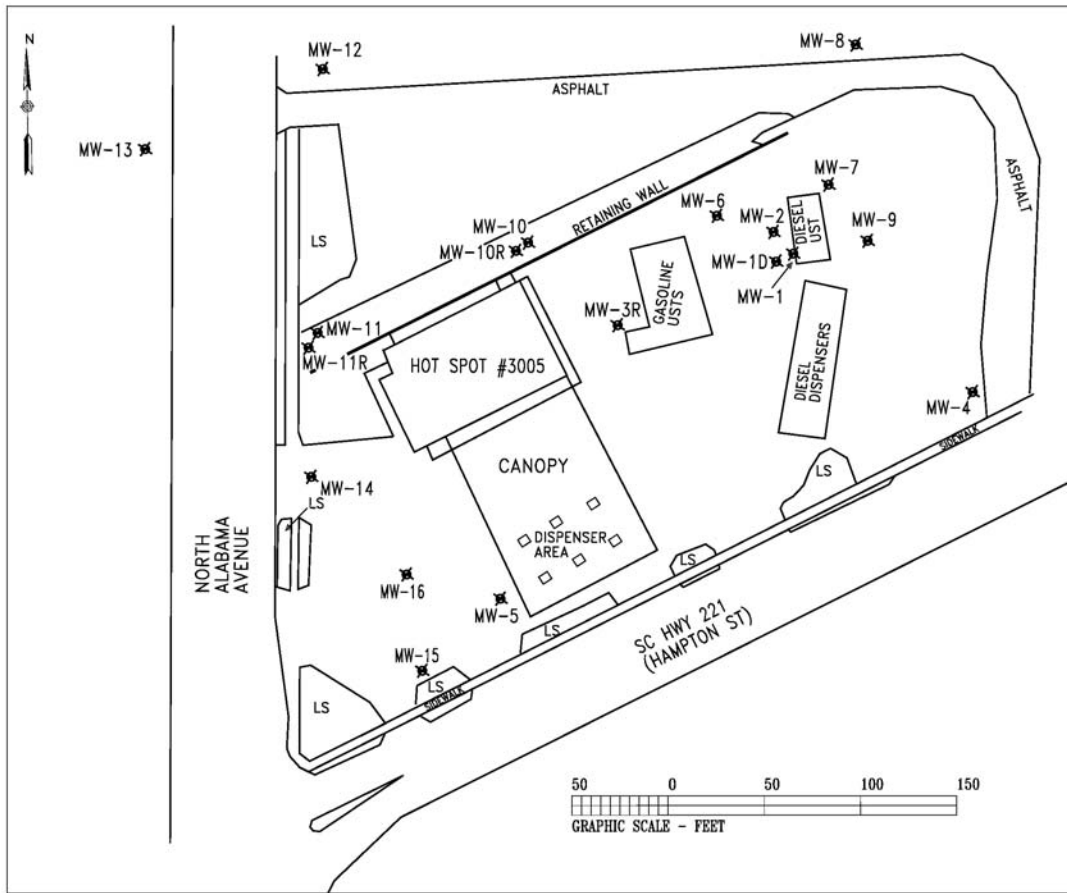 N
MW-12
MW-8
ASPHALT
MW-13
MW-7
ASPHALT
MW-6
RETAINING WALL
MW-10
MW-2
DIESEL
UST
MW-9
LS
MW-10R
MW-1D
GASOLINE
USTS
MW-1
MW-3R
MW-11
MW-11R
HOT SPOT #3005
DIESEL
DISPENSERS
MW-4
SIDEWALK
CANOPY
LS
MW-14
LS
DISPENSER
AREA
LS
NORTH
ALABAMA
AVENUE
MW-16
MW-5
LS
SC HWY 221
(HAMPTON ST)
MW-15
LS
SIDEWALK
LS
50 0 50 100 150
GRAPHIC SCALE - FEET